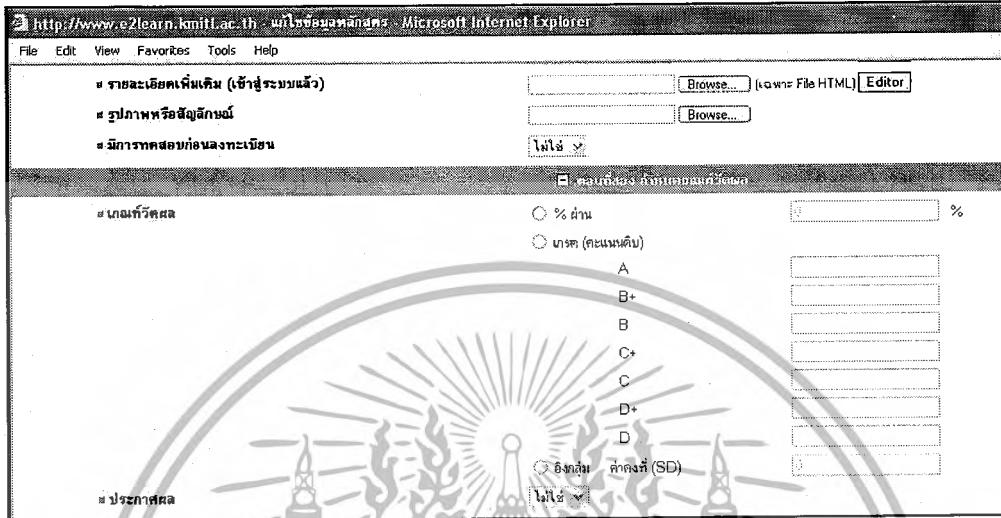 http://www.e2learn.kmitl.ac.th - แก้ไขข้อมูลหลักสูตร - Microsoft Internet Explorer
File Edit View Favorites Tools Help
รายละเอียดเพิ่มเติม (เข้าสู่ระบบแล้ว) Browse... (เฉพาะ File HTML) Editor
รูปภาพหรือสัญลักษณ์ Browse...
มีการทดสอบก่อนลงทะเบียน ไม่ใช่
ตอนที่สอง กำหนดเกณฑ์วัดผล
เกณฑ์วัดผล % ผ่าน 0 %
เกรด (คะแนนดิบ)
A
B+
B
C+
C
D+
D
อิงกลุ่ม ค่าคงที่ (SD) 0
ประกาศผล ไม่ใช่